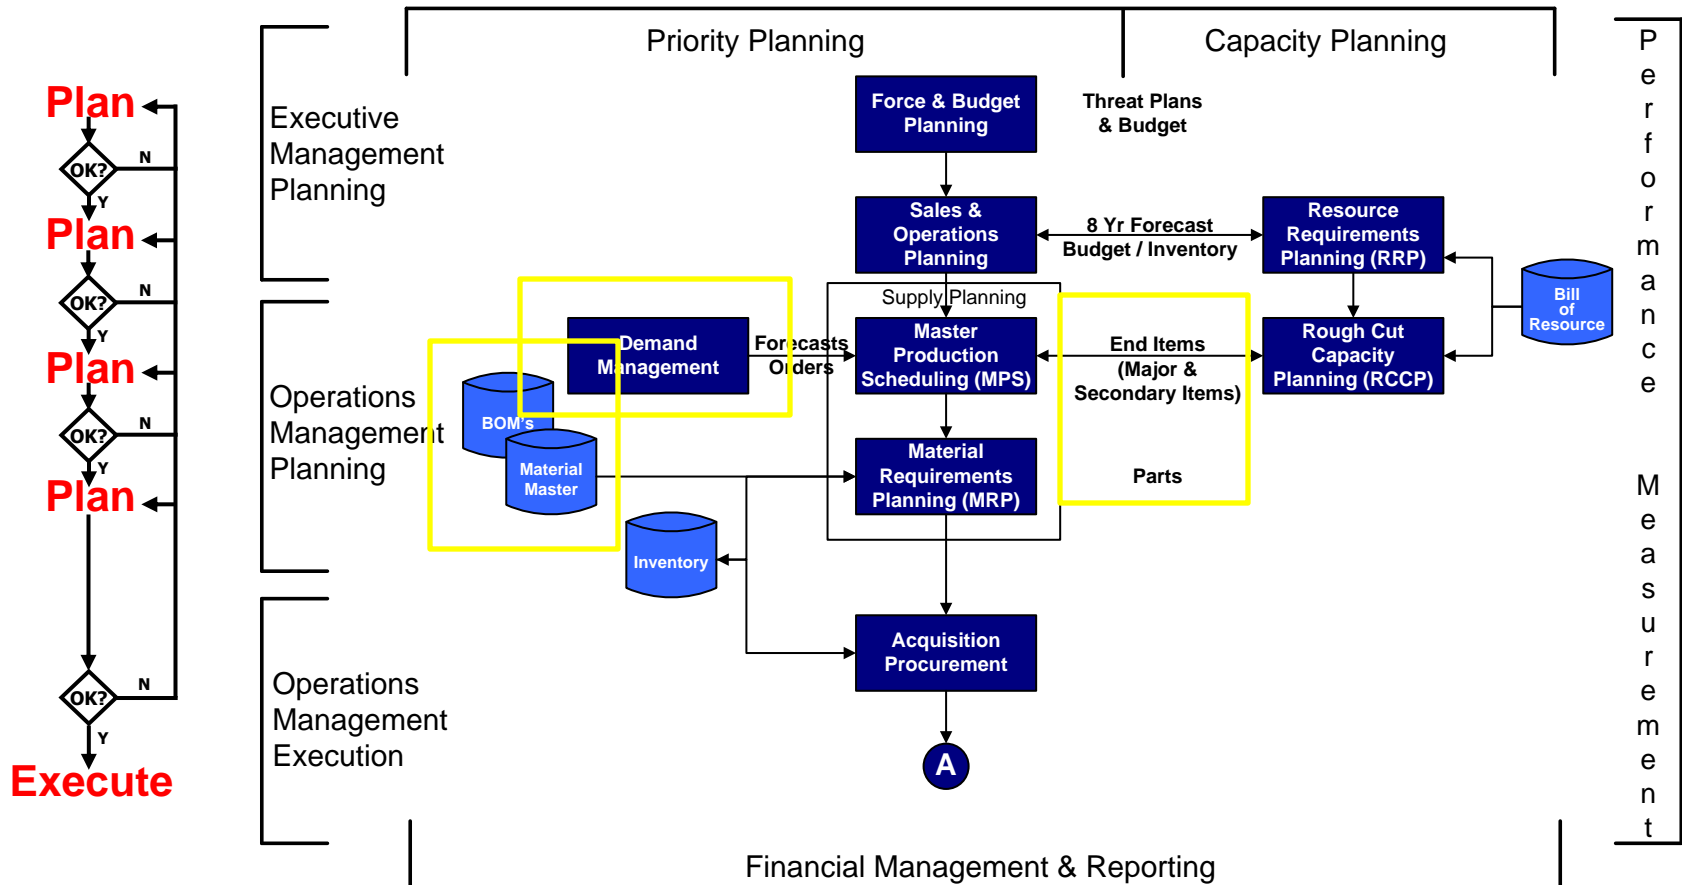 Priority Planning
Capacity Planning
Plan
OK?
N
Y
Plan
OK?
N
Y
Plan
OK?
N
Y
Plan
OK?
N
Y
Execute
Executive
Management
Planning
Operations
Management
Planning
Operations
Management
Execution
Force & Budget
Planning
Threat Plans
& Budget
Sales &
Operations
Planning
8 Yr Forecast
Budget / Inventory
Resource
Requirements
Planning (RRP)
Bill
of
Resource
Supply Planning
Demand
Management
Forecasts
Orders
Master
Production
Scheduling (MPS)
End Items
(Major &
Secondary Items)
Rough Cut
Capacity
Planning (RCCP)
BOM's
Material
Master
Material
Requirements
Planning (MRP)
Parts
Inventory
Acquisition
Procurement
A
Performance Measurement
Financial Management & Reporting